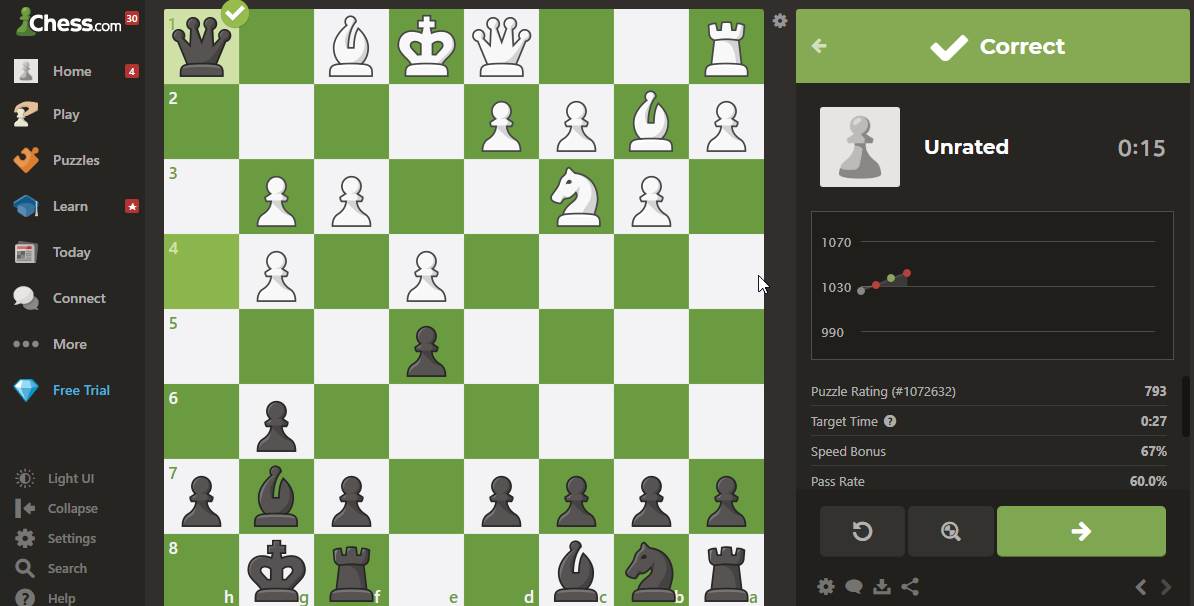 Chess.com 30
Home 4
Play
Puzzles
Learn
Today
Connect
More
Free Trial
Light UI
Collapse
Settings
Search
Help
1
2
3
4
5
6
7
8
h g f e d c b a
Correct
Unrated 0:15
1070
1030
990
Puzzle Rating (#1072632) 793
Target Time ? 0:27
Speed Bonus 67%
Pass Rate 60.0%